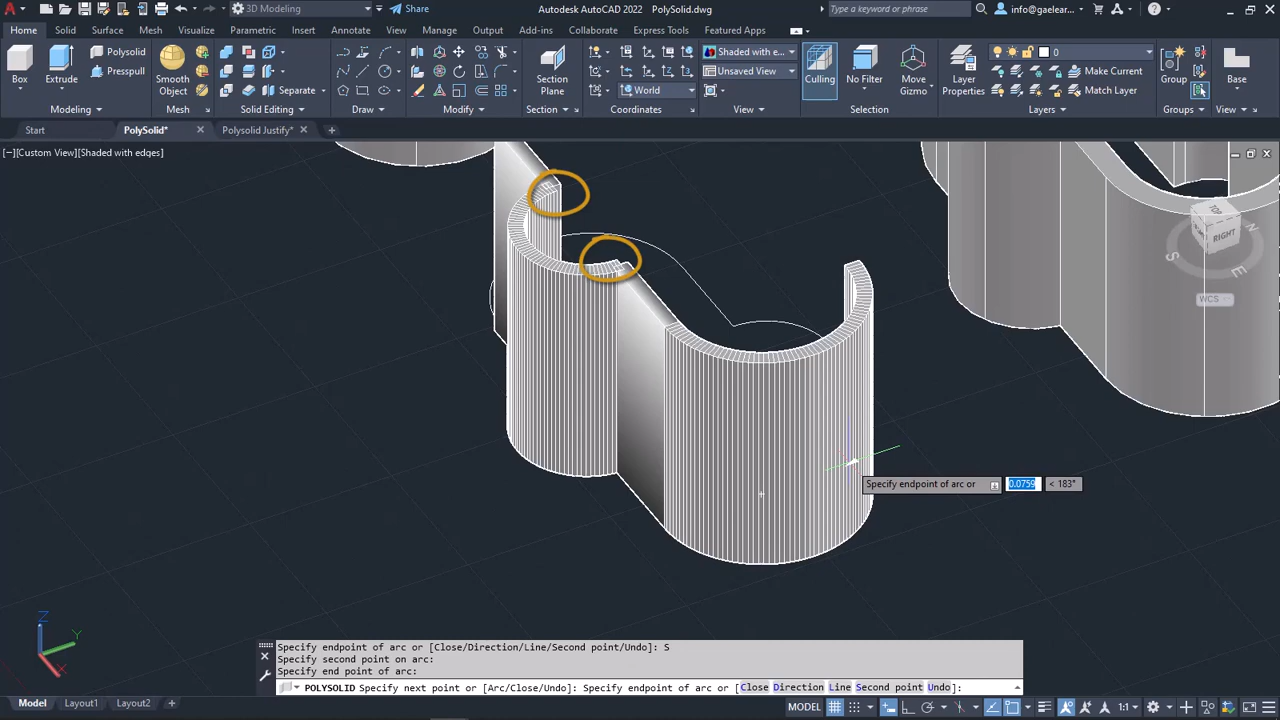 3D Modeling
Share
Autodesk AutoCAD 2022 PolySolid.dwg
Type a keyword or phrase
info@gaelear...
Home Solid Surface Mesh Visualize Parametric Insert Annotate View Manage Output Add-ins Collaborate Express Tools Featured Apps
Box
Extrude
Polysolid
Presspull
Smooth
Object
Separate
Section
Plane
World
Shaded with e...
Unsaved View
Culling
No Filter
Move
Gizmo
Layer
Properties
0
Make Current
Match Layer
Group
Base
Modeling
Mesh
Solid Editing
Draw
Modify
Section
Coordinates
View
Selection
Layers
Groups
View
Start
PolySolid*
Polysolid Justify*
[−][Custom View][Shaded with edges]
TOP
RIGHT
N
S
E
WCS
Specify endpoint of arc or 0.0759 < 183°
Z
Y
X
Specify endpoint of arc or [Close/Direction/Line/Second point/Undo]: S
Specify second point on arc:
Specify end point of arc:
POLYSOLID Specify next point or [Arc/Close/Undo]: Specify endpoint of arc or [Close Direction Line Second point Undo]:
Model Layout1 Layout2
MODEL
1:1